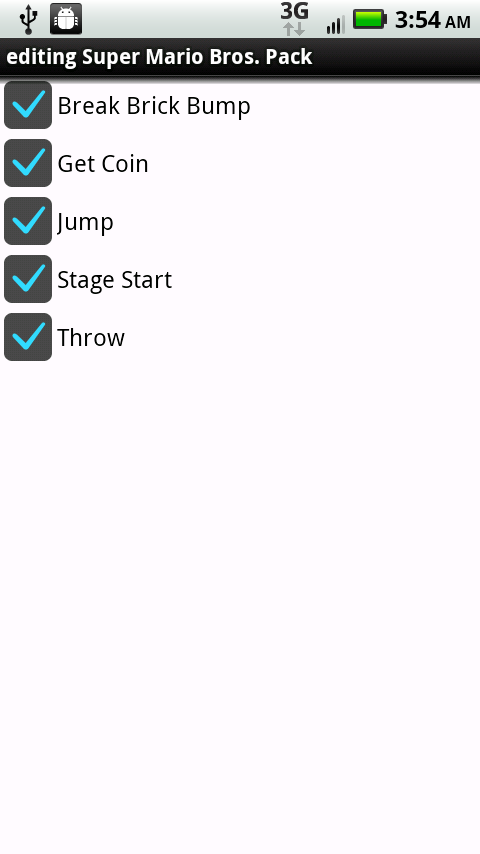 3G
3:54 AM
editing Super Mario Bros. Pack
Break Brick Bump
Get Coin
Jump
Stage Start
Throw